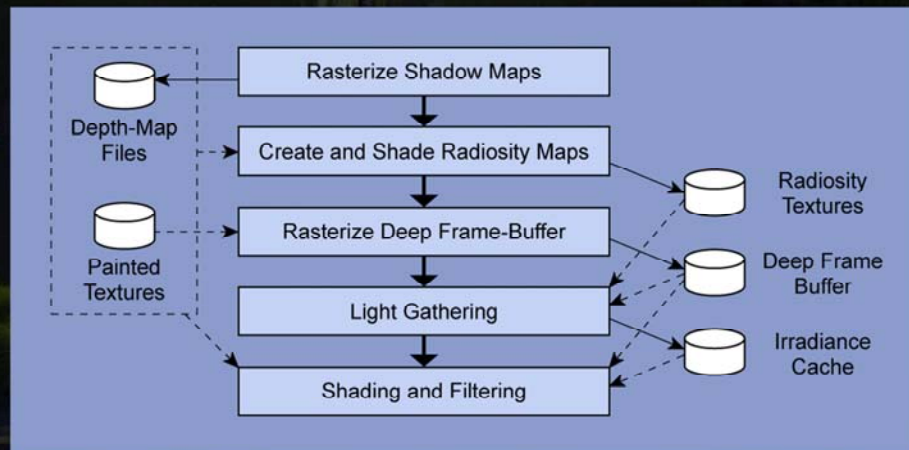 Rasterize Shadow Maps
Depth-Map
Files
Create and Shade Radiosity Maps
Radiosity
Textures
Painted
Textures
Rasterize Deep Frame-Buffer
Deep Frame
Buffer
Light Gathering
Irradiance
Cache
Shading and Filtering